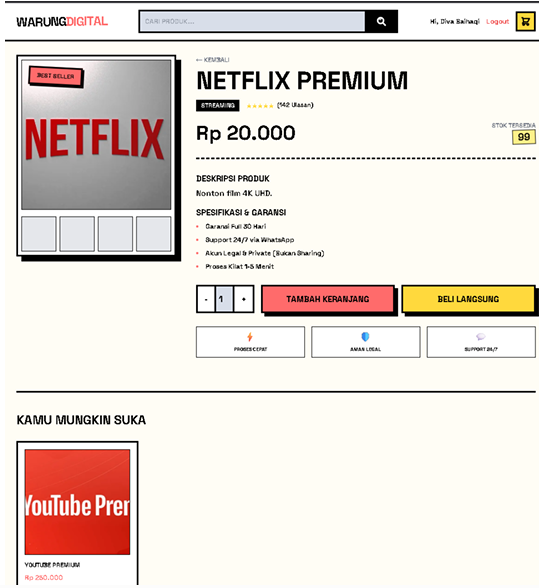 WARUNGDIGITAL
CARI PRODUK...
Hi, Diva Baihaqi Logout
BEST SELLER
NETFLIX
← KEMBALI
NETFLIX PREMIUM
STREAMING ★★★★★ (142 Ulasan)
Rp 20.000
STOK TERSEDIA
99
DESKRIPSI PRODUK
Nonton film 4K UHD.
SPESIFIKASI & GARANSI
Garansi Full 30 Hari
Support 24/7 via WhatsApp
Akun Legal & Private (Bukan Sharing)
Proses Kilat 1-5 Menit
- 1 +
TAMBAH KERANJANG
BELI LANGSUNG
PROSES CEPAT
AMAN LEGAL
SUPPORT 24/7
KAMU MUNGKIN SUKA
YouTube Prer
YOUTUBE PREMIUM
Rp 250.000